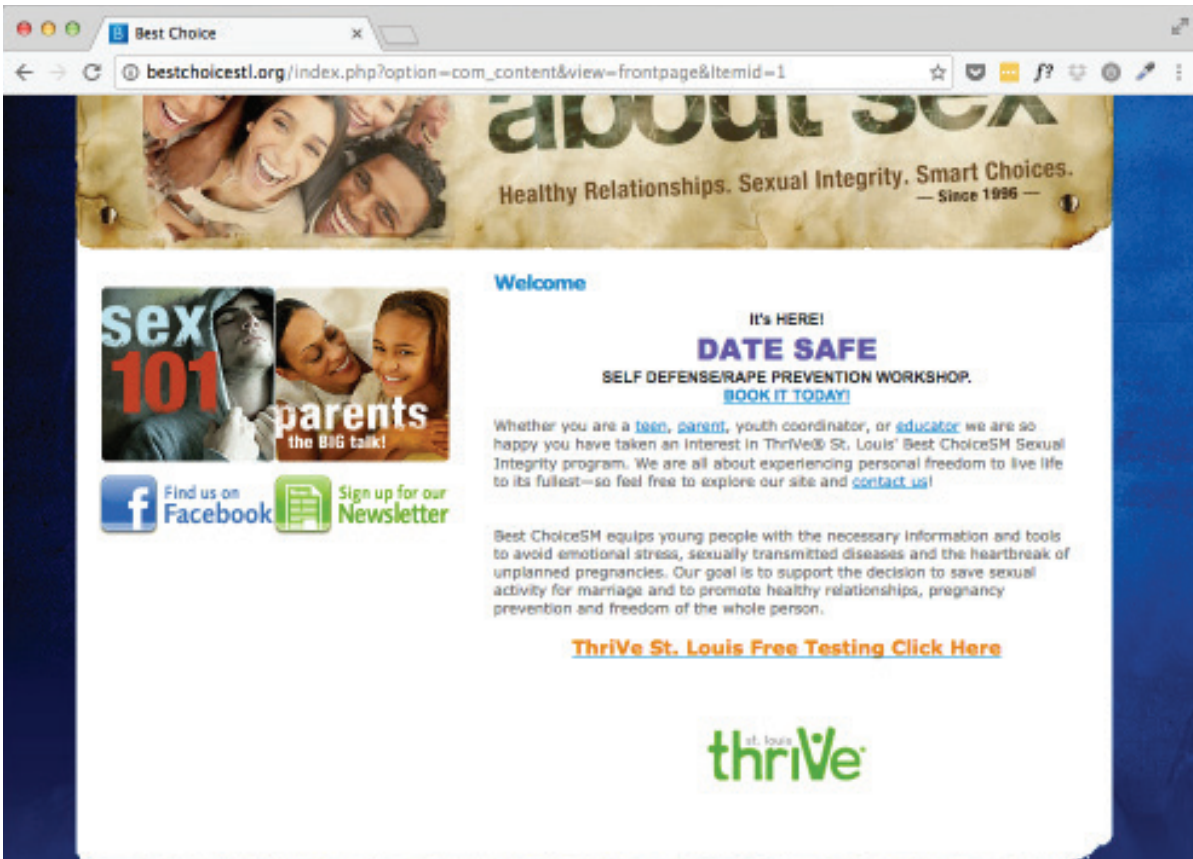 Best Choice
bestchoicestl.org/index.php?option=com_content&view=frontpage&Itemid=1
f?
about sex
Healthy Relationships. Sexual Integrity. Smart Choices.
— Since 1996 —
sex
101
parents
the BIG talk!
Find us on
Facebook
Sign up for our
Newsletter
Welcome
It's HERE!
DATE SAFE
SELF DEFENSE/RAPE PREVENTION WORKSHOP.
BOOK IT TODAY!
Whether you are a teen, parent, youth coordinator, or educator we are so
happy you have taken an interest in ThriVe® St. Louis' Best ChoiceSM Sexual
Integrity program. We are all about experiencing personal freedom to live life
to its fullest—so feel free to explore our site and contact us!
Best ChoiceSM equips young people with the necessary information and tools
to avoid emotional stress, sexually transmitted diseases and the heartbreak of
unplanned pregnancies. Our goal is to support the decision to save sexual
activity for marriage and to promote healthy relationships, pregnancy
prevention and freedom of the whole person.
ThriVe St. Louis Free Testing Click Here
st. louis
thriVe